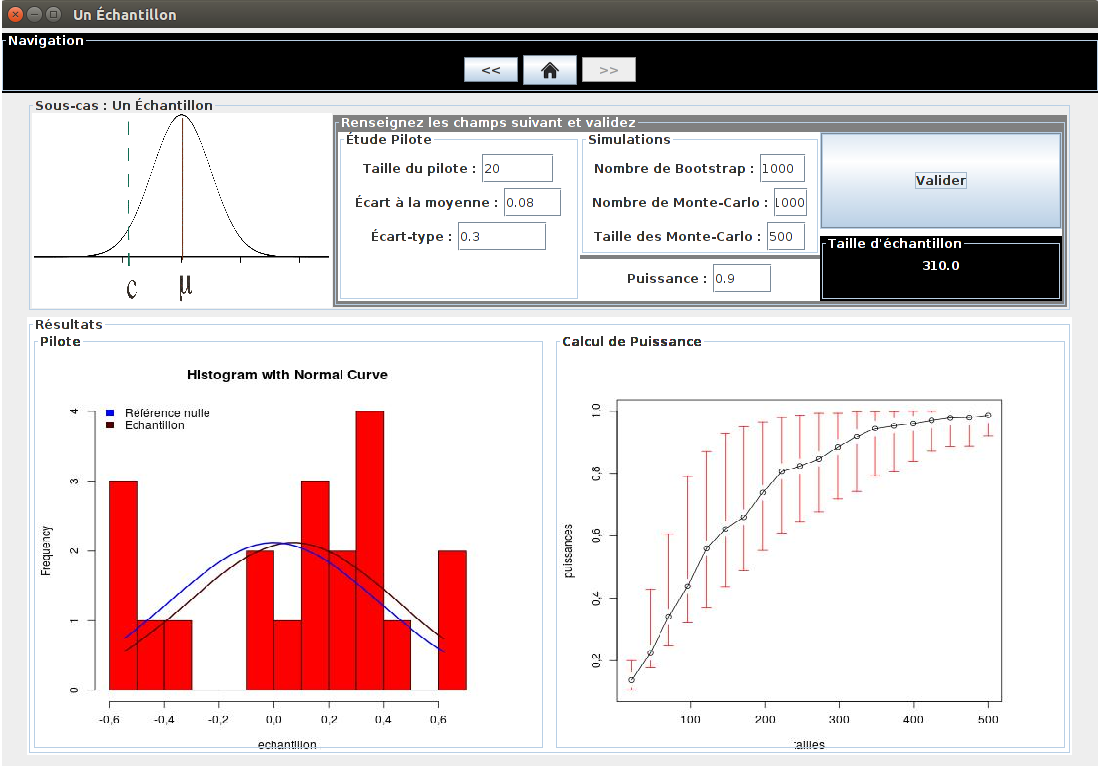 Un Échantillon
Navigation
<< >>
Sous-cas : Un Échantillon
c μ
Renseignez les champs suivant et validez
Étude Pilote
Taille du pilote : 20
Écart à la moyenne : 0.08
Écart-type : 0.3
Simulations
Nombre de Bootstrap : 1000
Nombre de Monte-Carlo : 1000
Taille des Monte-Carlo : 500
Puissance : 0.9
Valider
Taille d'échantillon
310.0
Résultats
Pilote
Histogram with Normal Curve
Référence nulle
Echantillon
Frequency
4
3
2
1
0
-0,6 -0,4 -0,2 0,0 0,2 0,4 0,6
echantillon
Calcul de Puissance
puissances
1,0
0,8
0,6
0,4
0,2
100 200 300 400 500
tailles